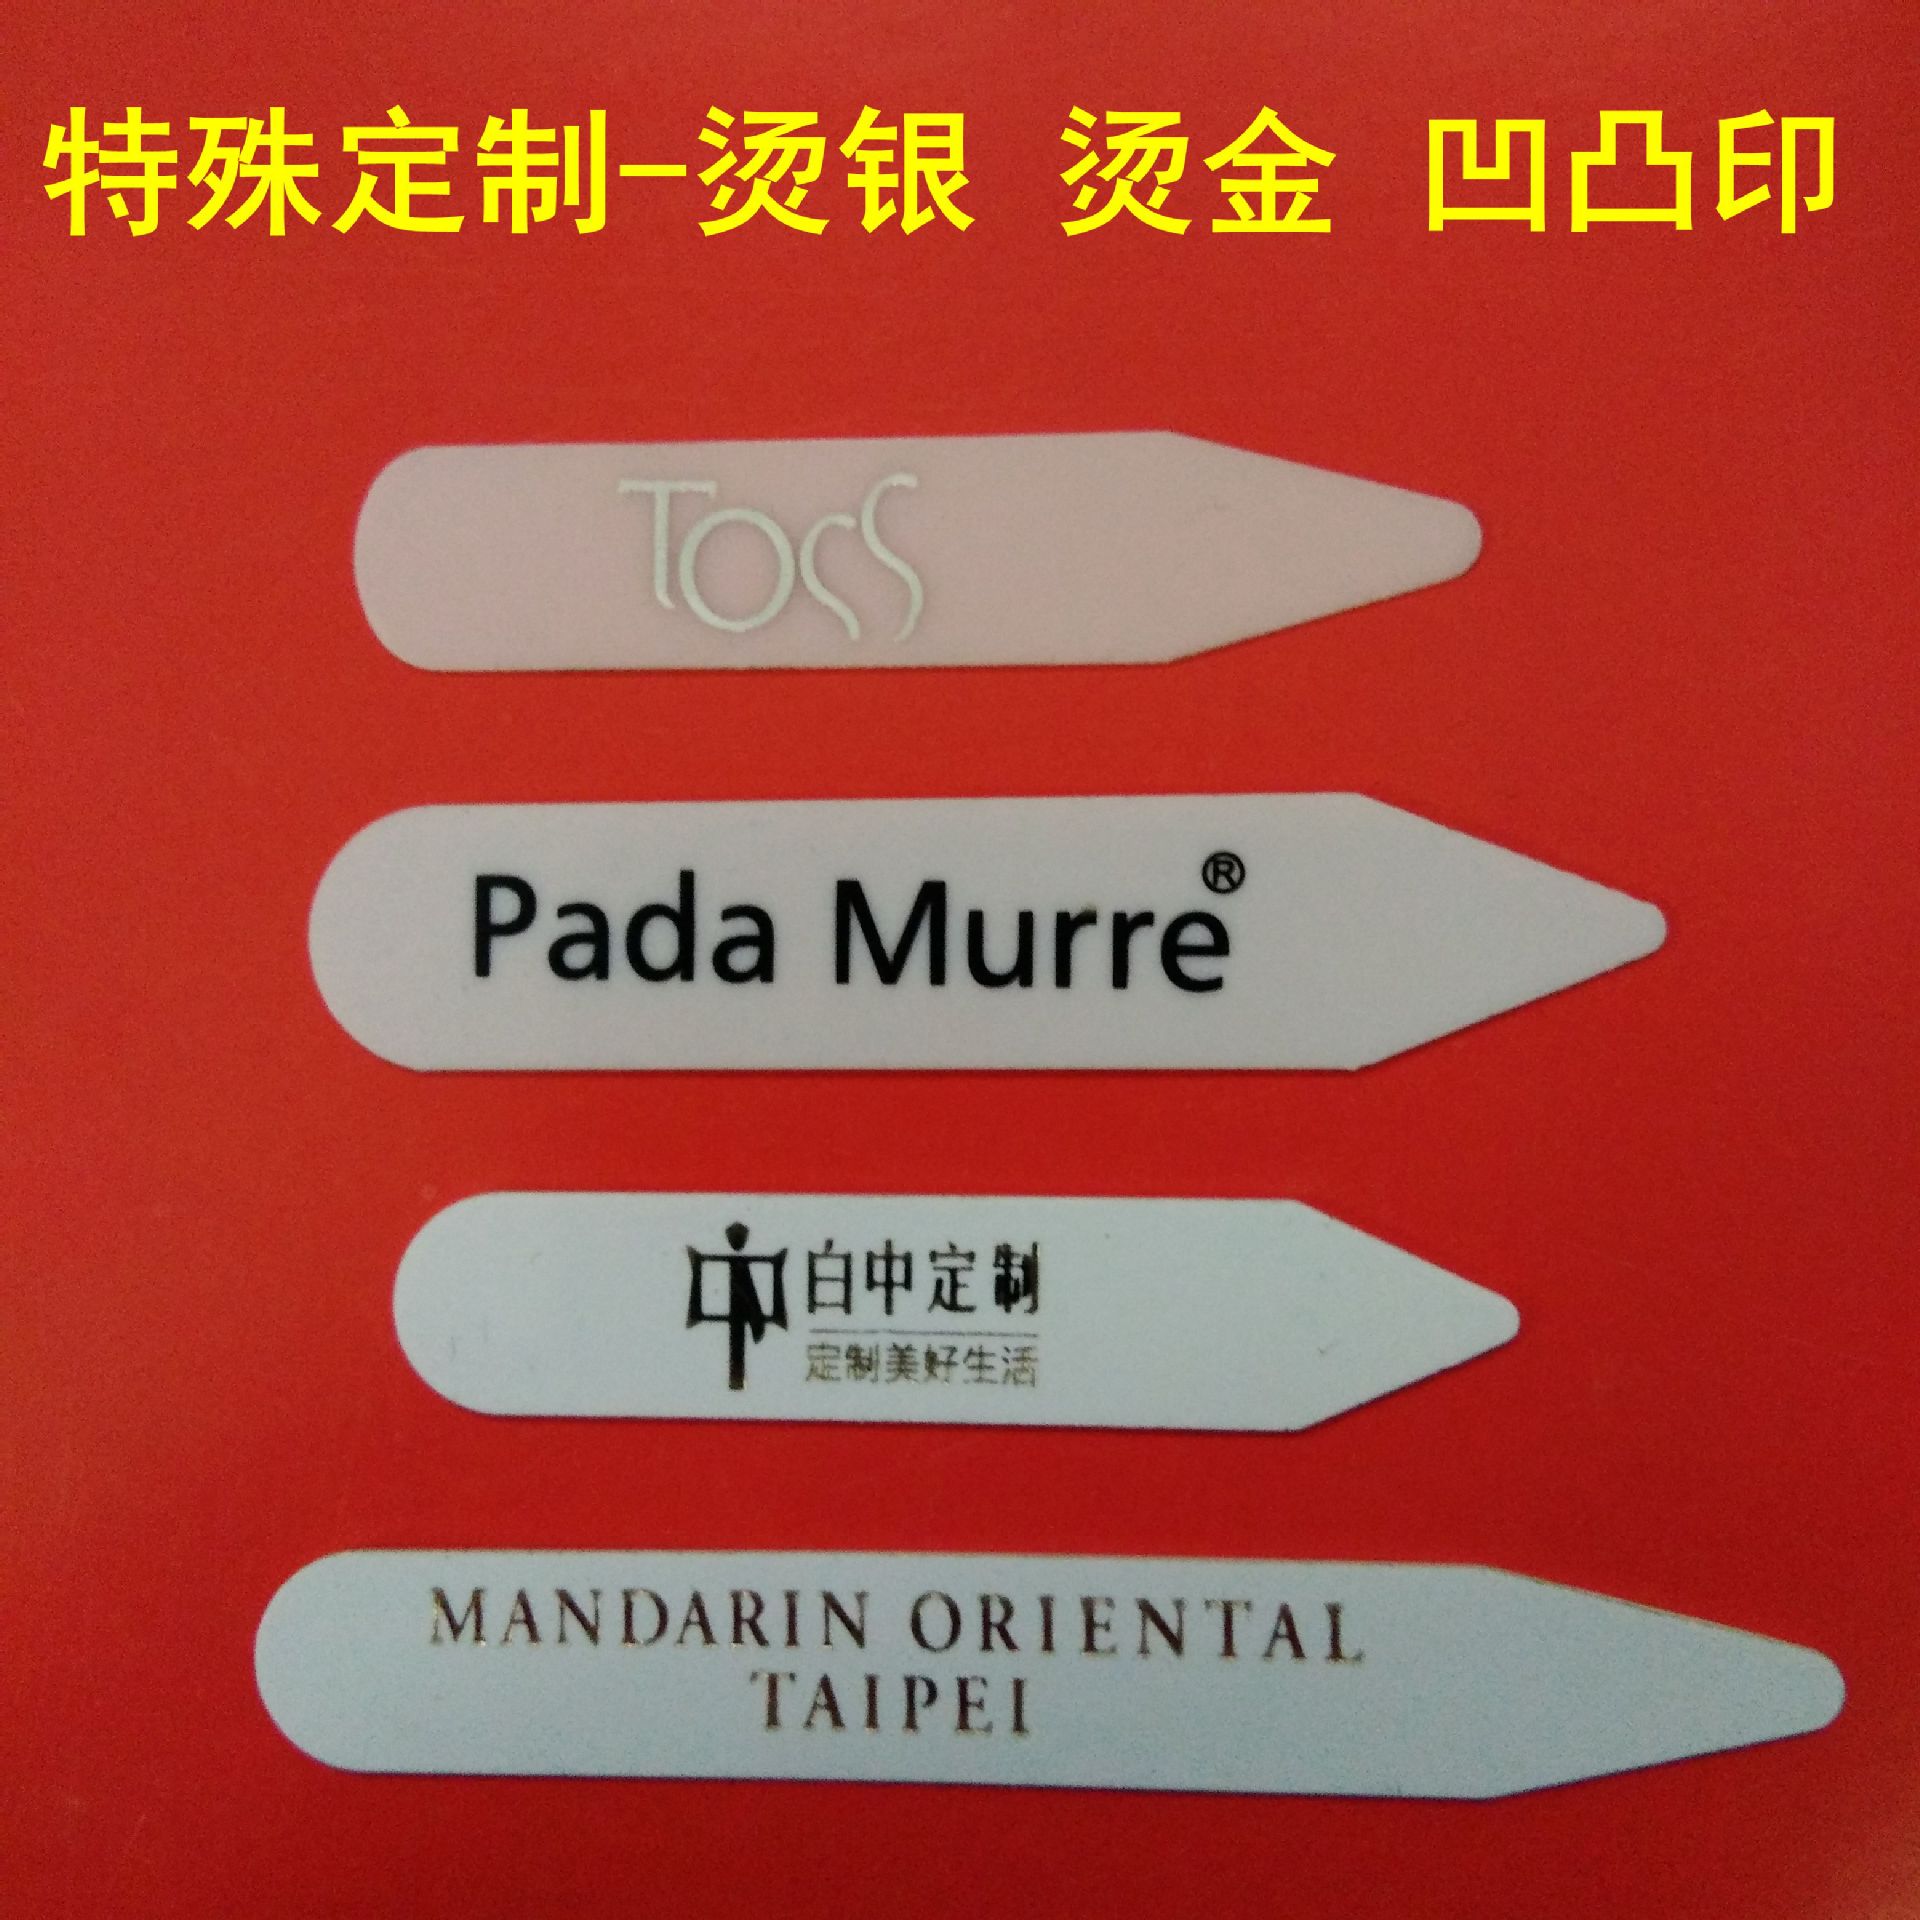 特殊定制-烫银 烫金 凹凸印
TOSS
Pada Murre®
白中定制
定制美好生活
MANDARIN ORIENTAL
TAIPEI